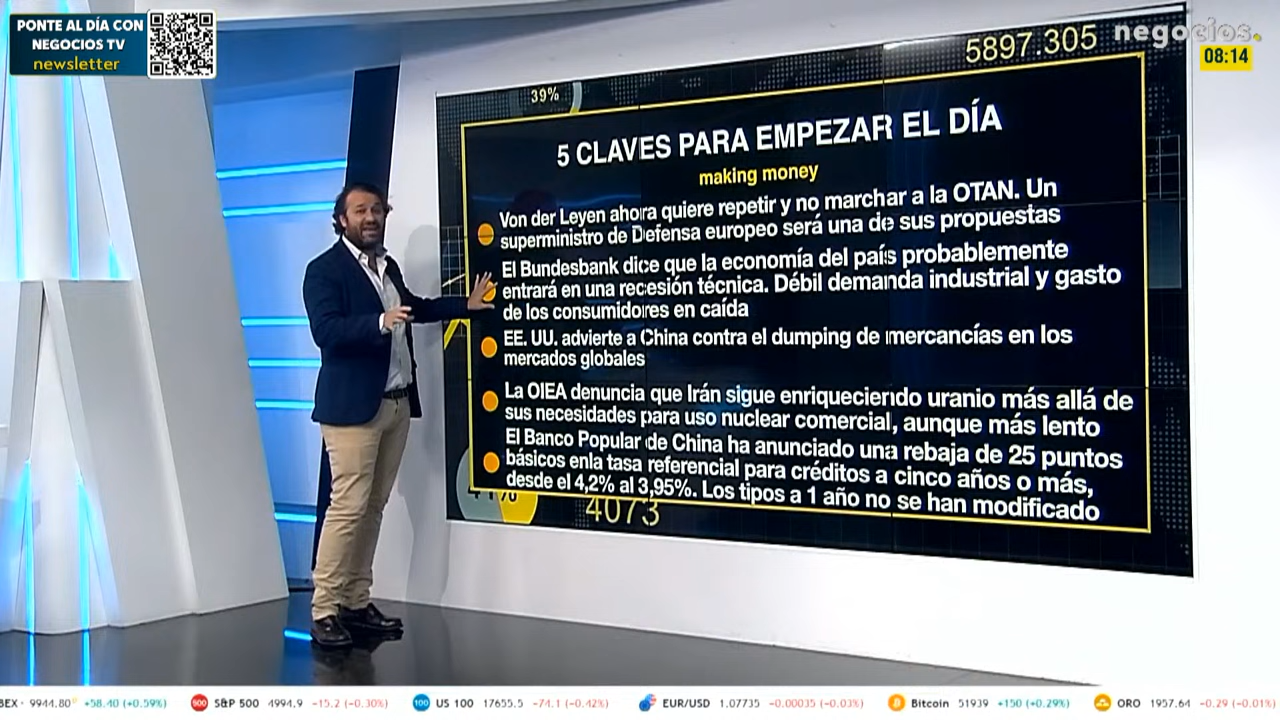 PONTE AL DÍA CON
NEGOCIOS TV
newsletter
negocios.
08:14
5897.305
39%
5 CLAVES PARA EMPEZAR EL DÍA
making money
Von der Leyen ahora quiere repetir y no marchar a la OTAN. Un
superministro de Defensa europeo será una de sus propuestas
El Bundesbank dice que la economía del país probablemente
entrará en una recesión técnica. Débil demanda industrial y gasto
de los consumidores en caída
EE. UU. advierte a China contra el dumping de mercancías en los
mercados globales
La OIEA denuncia que Irán sigue enriqueciendo uranio más allá de
sus necesidades para uso nuclear comercial, aunque más lento
El Banco Popular de China ha anunciado una rebaja de 25 puntos
básicos enla tasa referencial para créditos a cinco años o más,
desde el 4,2% al 3,95%. Los tipos a 1 año no se han modificado
4073
BEX · 9944.80 +58.40 (+0.59%) 500 S&P 500 4994.9 -15.2 (-0.30%) 100 US 100 17655.5 -74.1 (-0.42%) EUR/USD 1.07735 -0.00035 (-0.03%) Bitcoin 51939 +150 (+0.29%) ORO 1957.64 -0.29 (-0.01%)